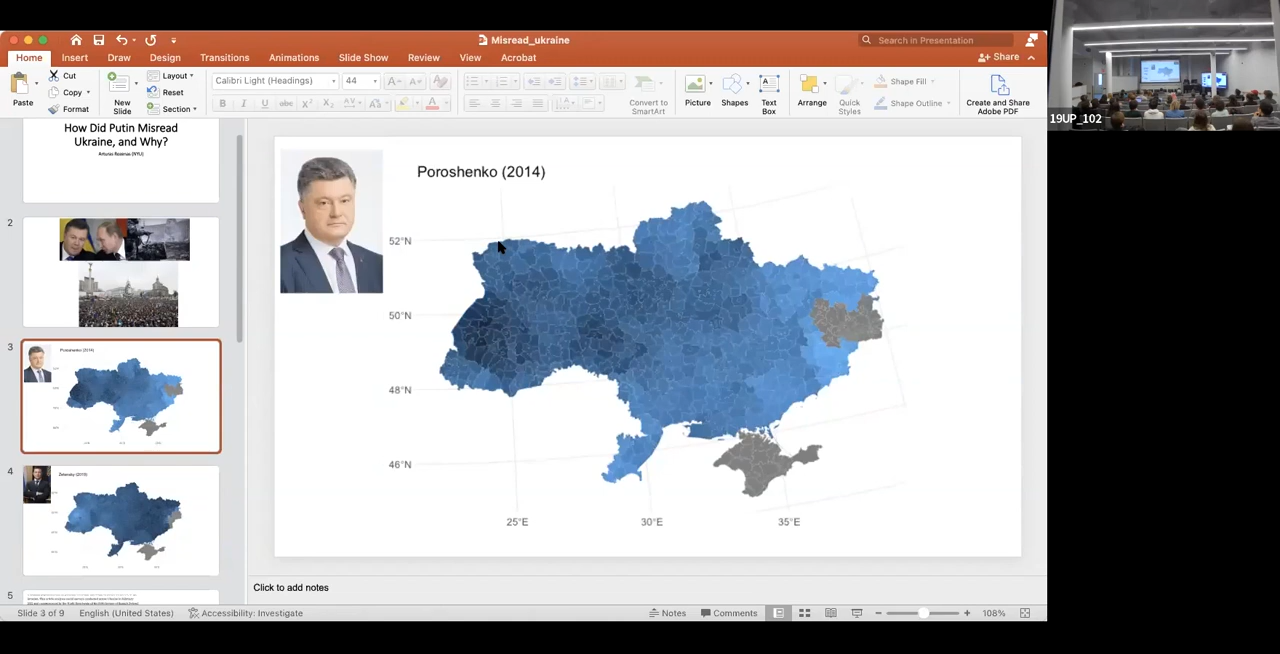 Misread_ukraine
Search in Presentation
Home
Insert
Draw
Design
Transitions
Animations
Slide Show
Review
View
Acrobat
Share
Paste
Cut
Copy
Format
New
Slide
Layout
Reset
Section
Calibri Light (Headings)
44
Convert to
SmartArt
Picture
Shapes
Text
Box
Arrange
Quick
Styles
Shape Fill
Shape Outline
Create and Share
Adobe PDF
19UP_102
How Did Putin Misread
Ukraine, and Why?
2
3
Poroshenko (2014)
4
Zelensky (2019)
5
Poroshenko (2014)
52°N
50°N
48°N
46°N
25°E
30°E
35°E
Click to add notes
Slide 3 of 9
English (United States)
Accessibility: Investigate
Notes
Comments
108%